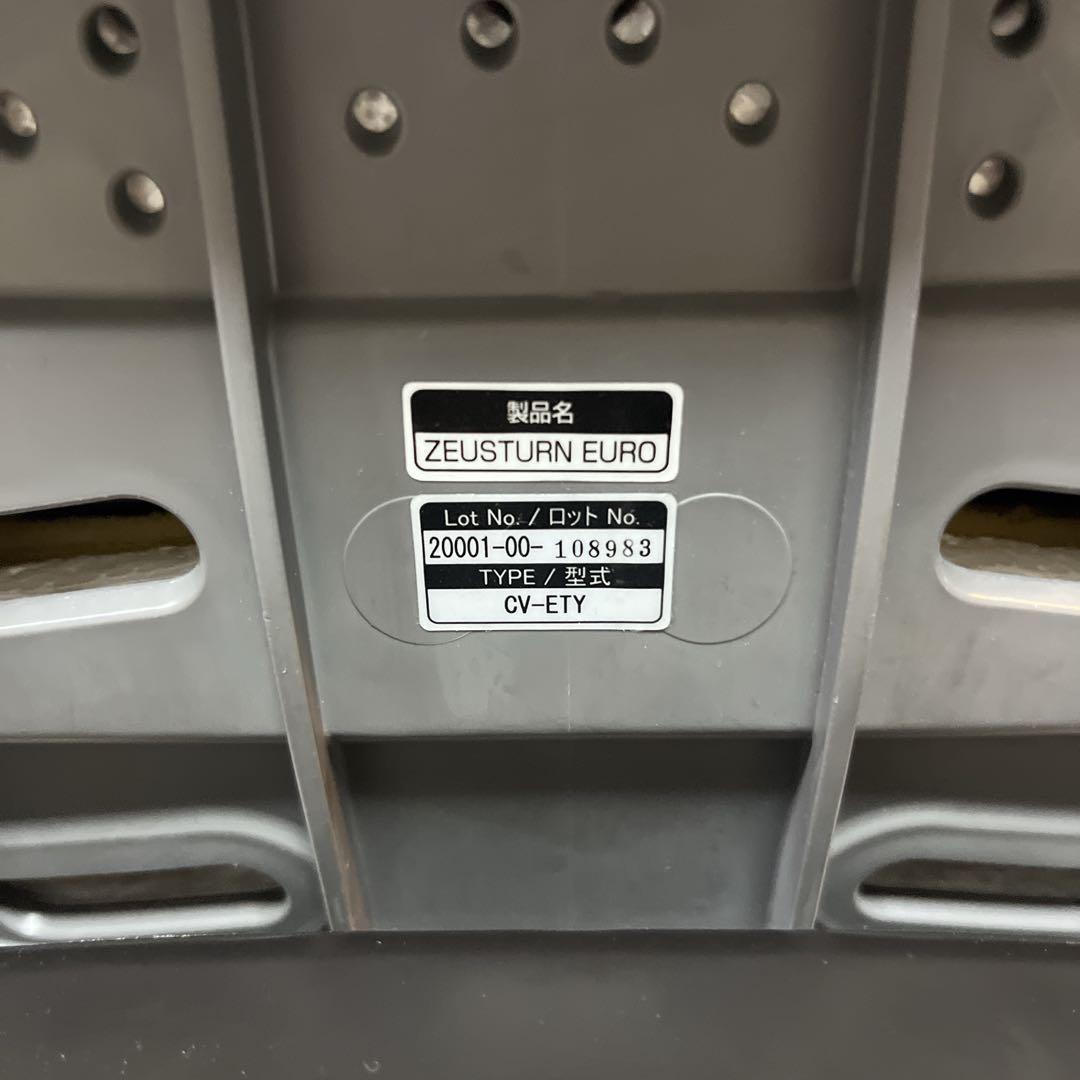 製品名
ZEUSTURN EURO
Lot No. / ロット No.
20001-00- 108983
TYPE / 型式
CV-ETY